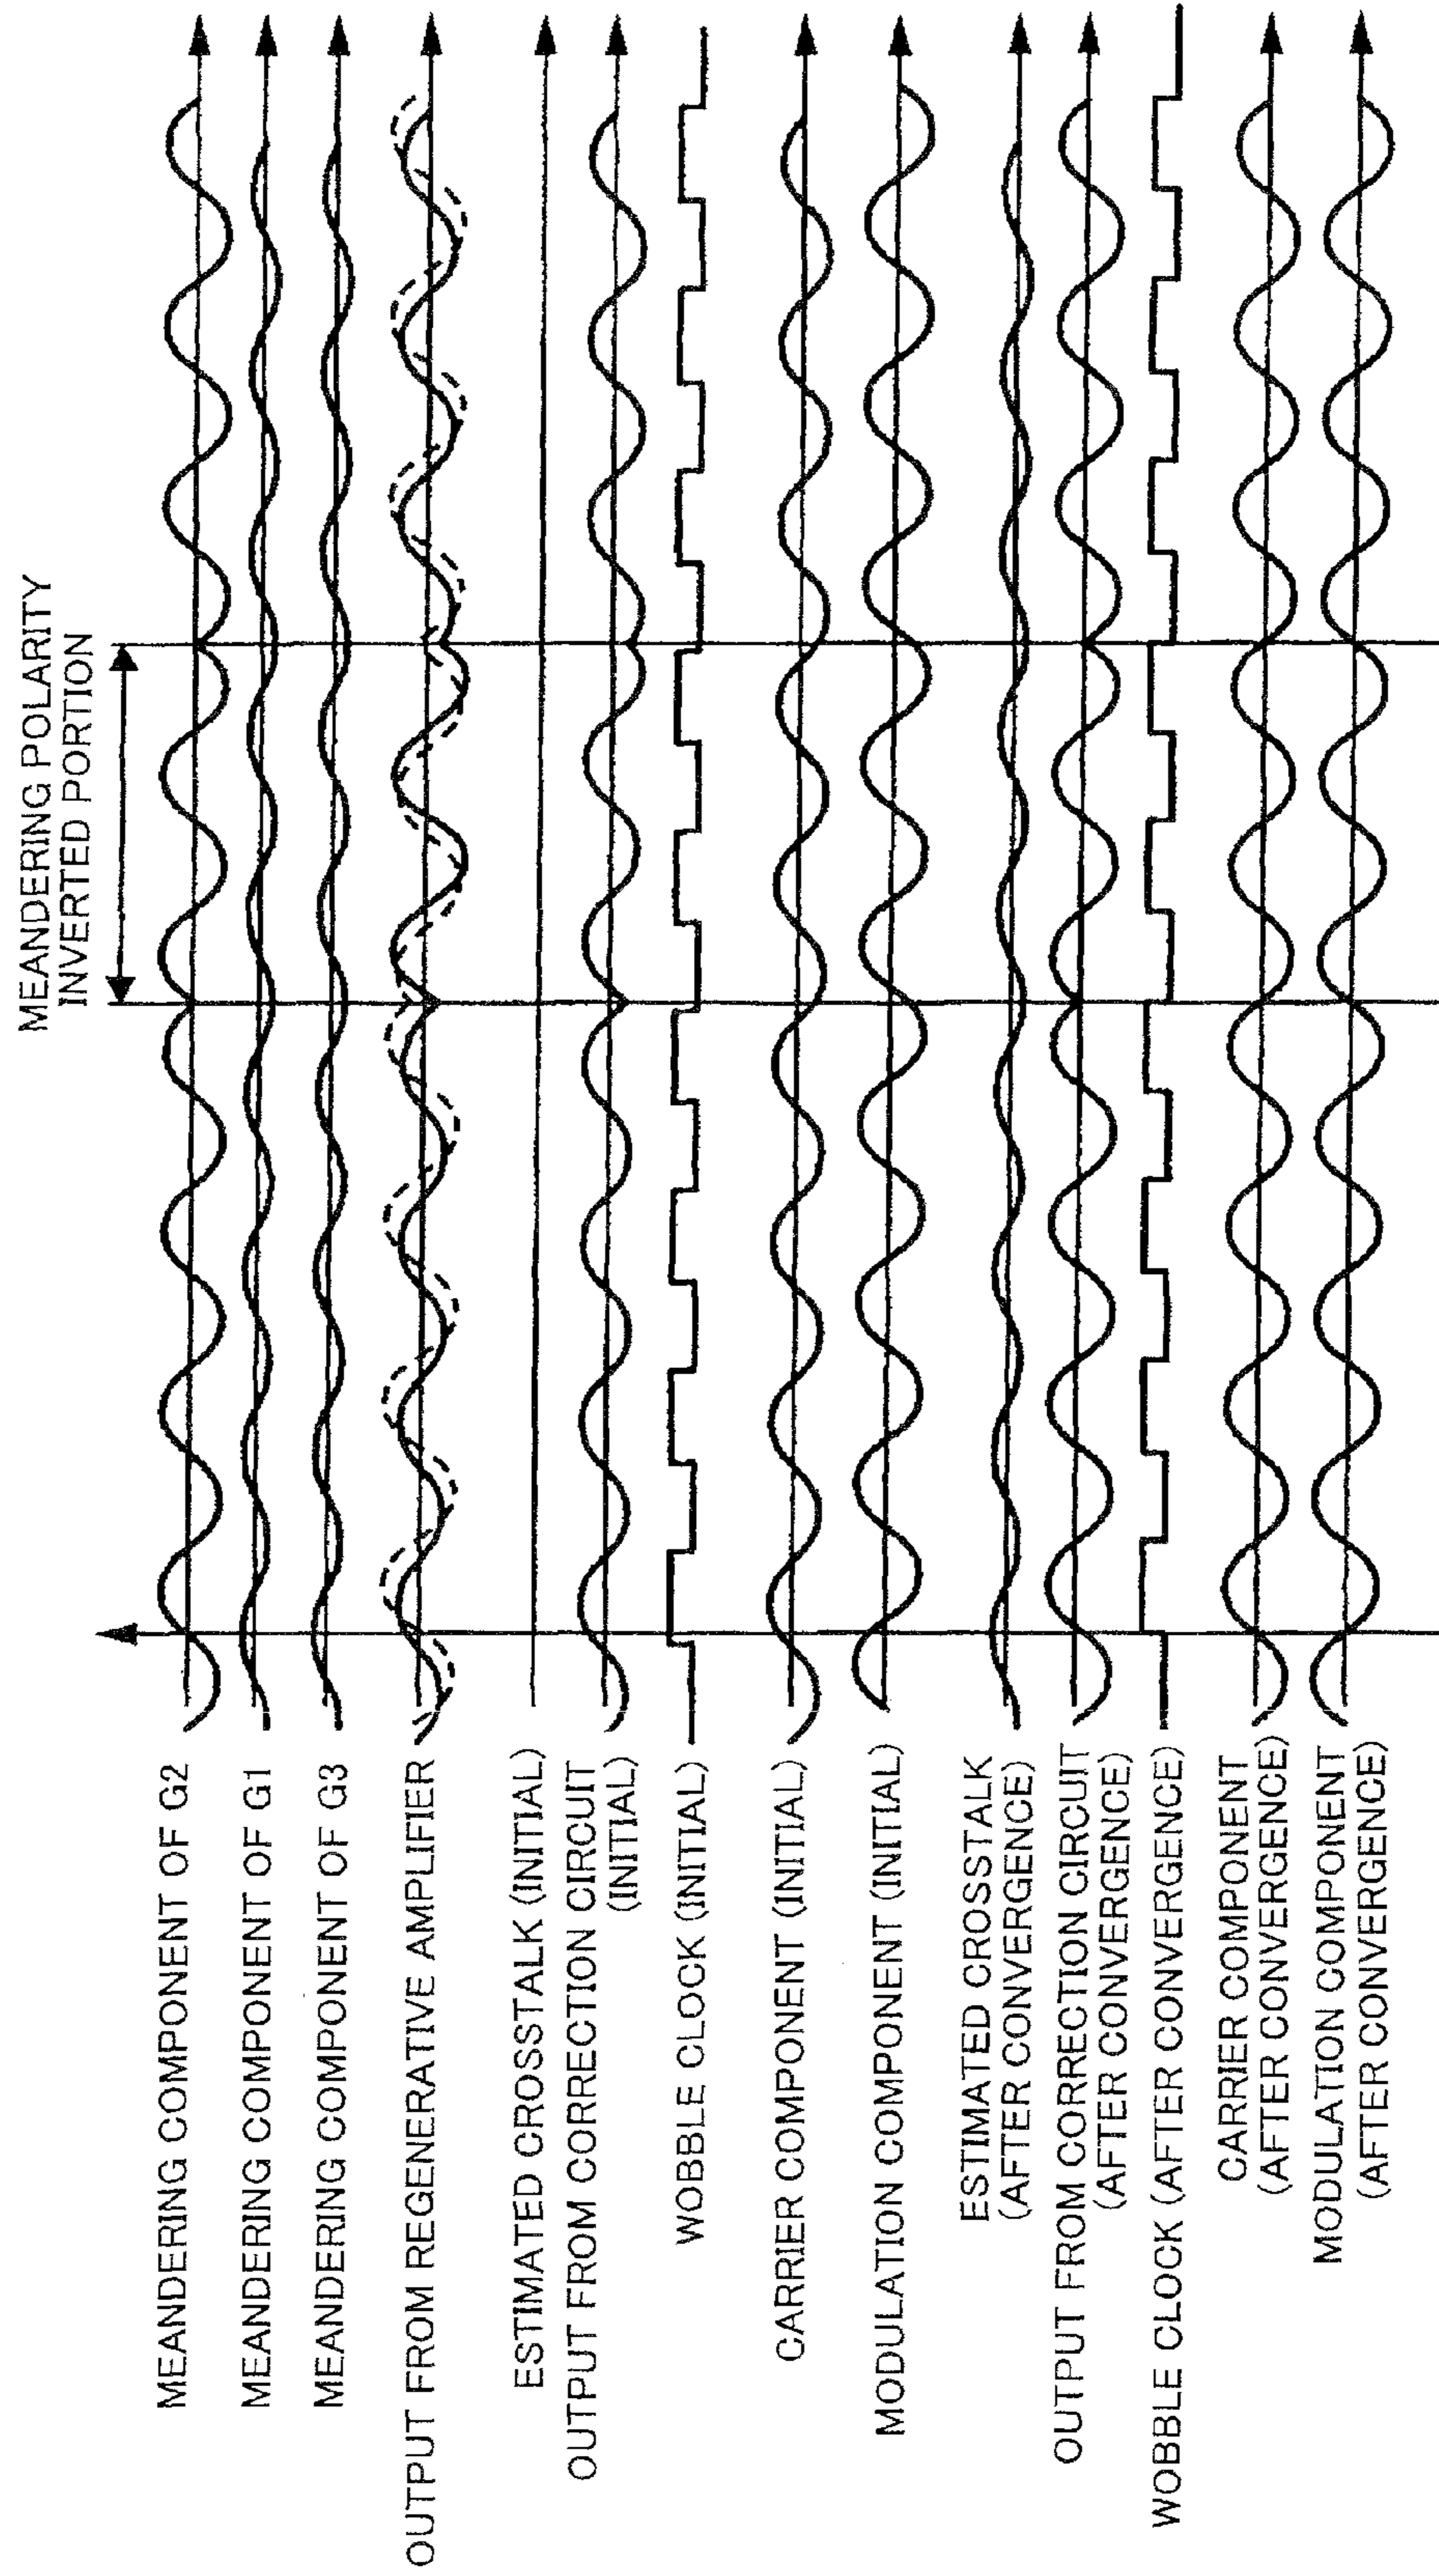 MEANDERING POLARITY
INVERTED PORTION
MEANDERING COMPONENT OF G2
MEANDERING COMPONENT OF G1
MEANDERING COMPONENT OF G3
OUTPUT FROM REGENERATIVE AMPLIFIER
ESTIMATED CROSSTALK (INITIAL)
OUTPUT FROM CORRECTION CIRCUIT
(INITIAL)
WOBBLE CLOCK (INITIAL)
CARRIER COMPONENT (INITIAL)
MODULATION COMPONENT (INITIAL)
ESTIMATED CROSSTALK
(AFTER CONVERGENCE)
OUTPUT FROM CORRECTION CIRCUIT
(AFTER CONVERGENCE)
WOBBLE CLOCK (AFTER CONVERGENCE)
CARRIER COMPONENT
(AFTER CONVERGENCE)
MODULATION COMPONENT
(AFTER CONVERGENCE)